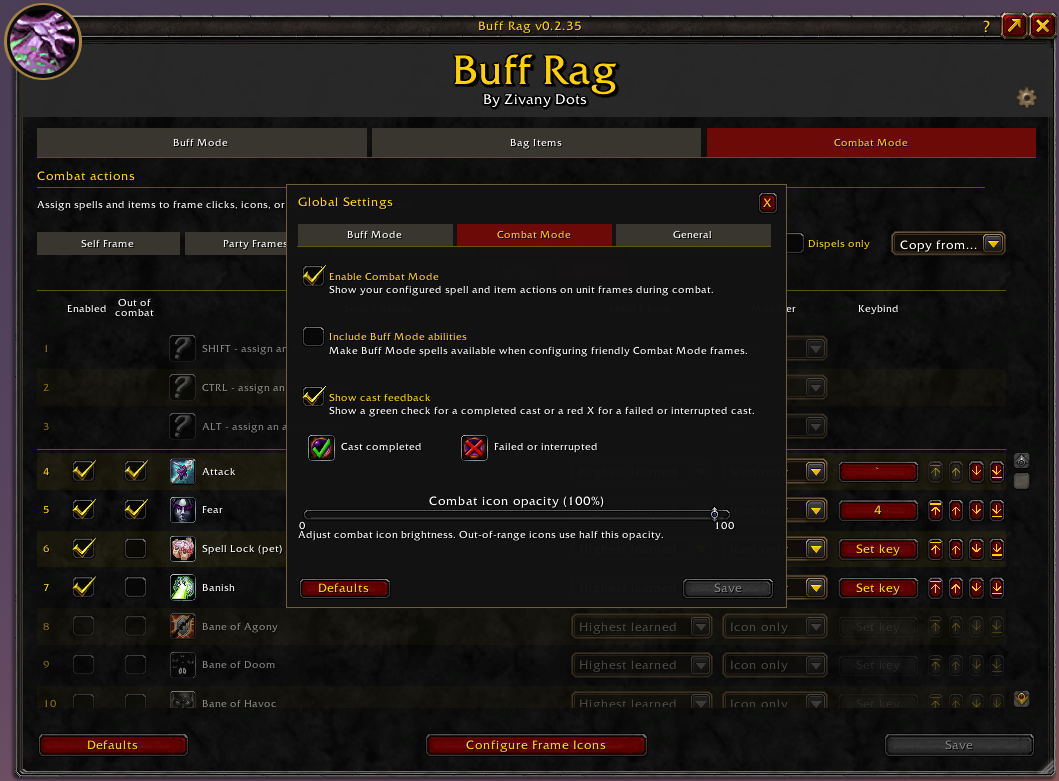 Buff Rag v0.2.35
?
Buff Rag
By Zivany Dots
Buff Mode
Bag Items
Combat Mode
Combat actions
Assign spells and items to frame clicks, icons, or
Self Frame
Party Frames
Dispels only
Copy from...
Global Settings
X
Buff Mode
Combat Mode
General
Enable Combat Mode
Show your configured spell and item actions on unit frames during combat.
Include Buff Mode abilities
Make Buff Mode spells available when configuring friendly Combat Mode frames.
Show cast feedback
Show a green check for a completed cast or a red X for a failed or interrupted cast.
Cast completed
Failed or interrupted
Combat icon opacity (100%)
0
100
Adjust combat icon brightness. Out-of-range icons use half this opacity.
Defaults
Save
Enabled
Out of
combat
Keybind
1
SHIFT - assign an
2
CTRL - assign an
3
ALT - assign an a
4
Attack
`
5
Fear
4
6
Spell Lock (pet)
Set key
7
Banish
Set key
8
Bane of Agony
Highest learned
Icon only
Set key
9
Bane of Doom
Highest learned
Icon only
Set key
10
Bane of Havoc
Highest learned
Icon only
Set key
Defaults
Configure Frame Icons
Save